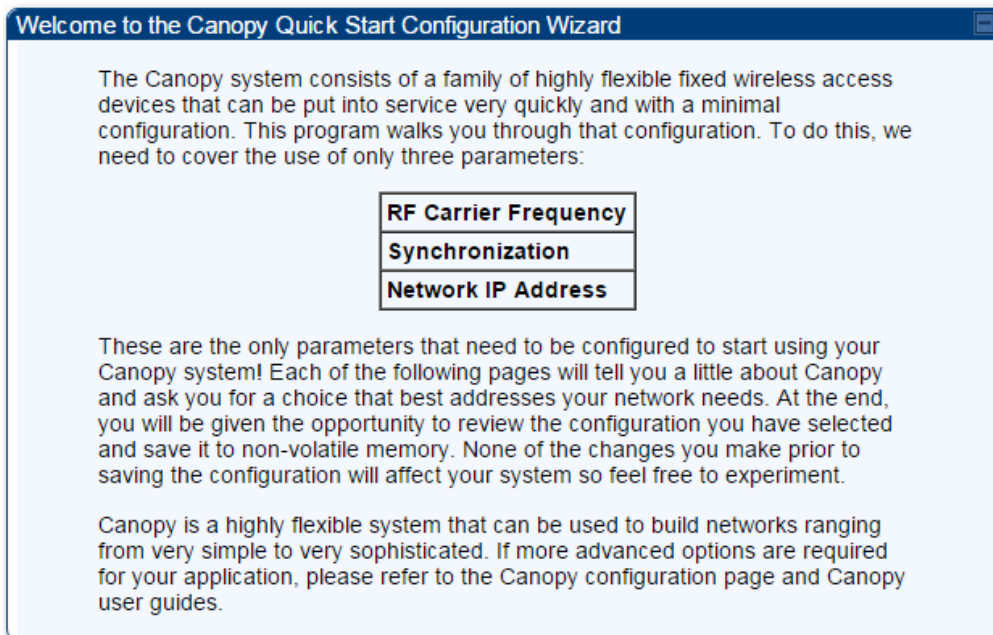 Welcome to the Canopy Quick Start Configuration Wizard
The Canopy system consists of a family of highly flexible fixed wireless access
devices that can be put into service very quickly and with a minimal
configuration. This program walks you through that configuration. To do this, we
need to cover the use of only three parameters:
RF Carrier Frequency
Synchronization
Network IP Address
These are the only parameters that need to be configured to start using your
Canopy system! Each of the following pages will tell you a little about Canopy
and ask you for a choice that best addresses your network needs. At the end,
you will be given the opportunity to review the configuration you have selected
and save it to non-volatile memory. None of the changes you make prior to
saving the configuration will affect your system so feel free to experiment.
Canopy is a highly flexible system that can be used to build networks ranging
from very simple to very sophisticated. If more advanced options are required
for your application, please refer to the Canopy configuration page and Canopy
user guides.